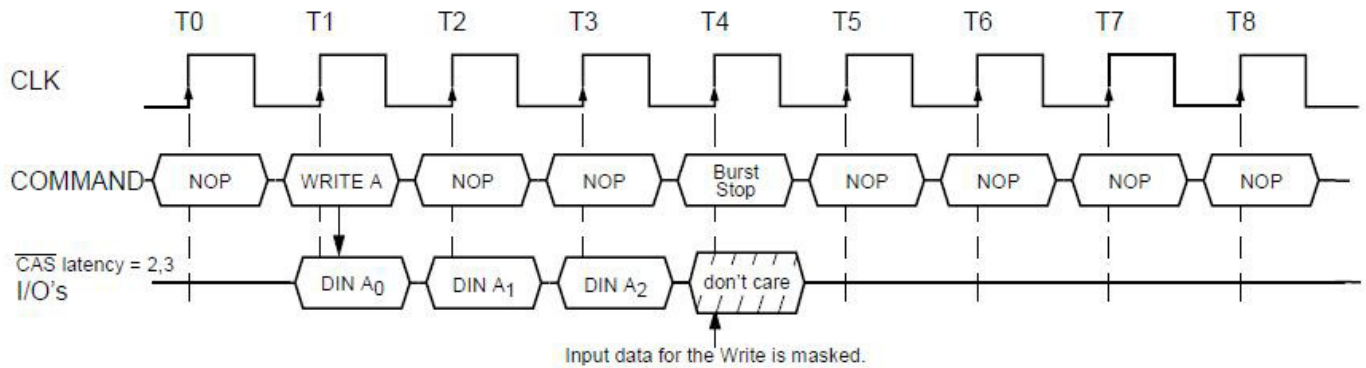 T0 T1 T2 T3 T4 T5 T6 T7 T8
CLK
COMMAND NOP WRITE A NOP NOP Burst Stop NOP NOP NOP NOP
CAS latency = 2,3
I/O's DIN A0 DIN A1 DIN A2 don't care
Input data for the Write is masked.